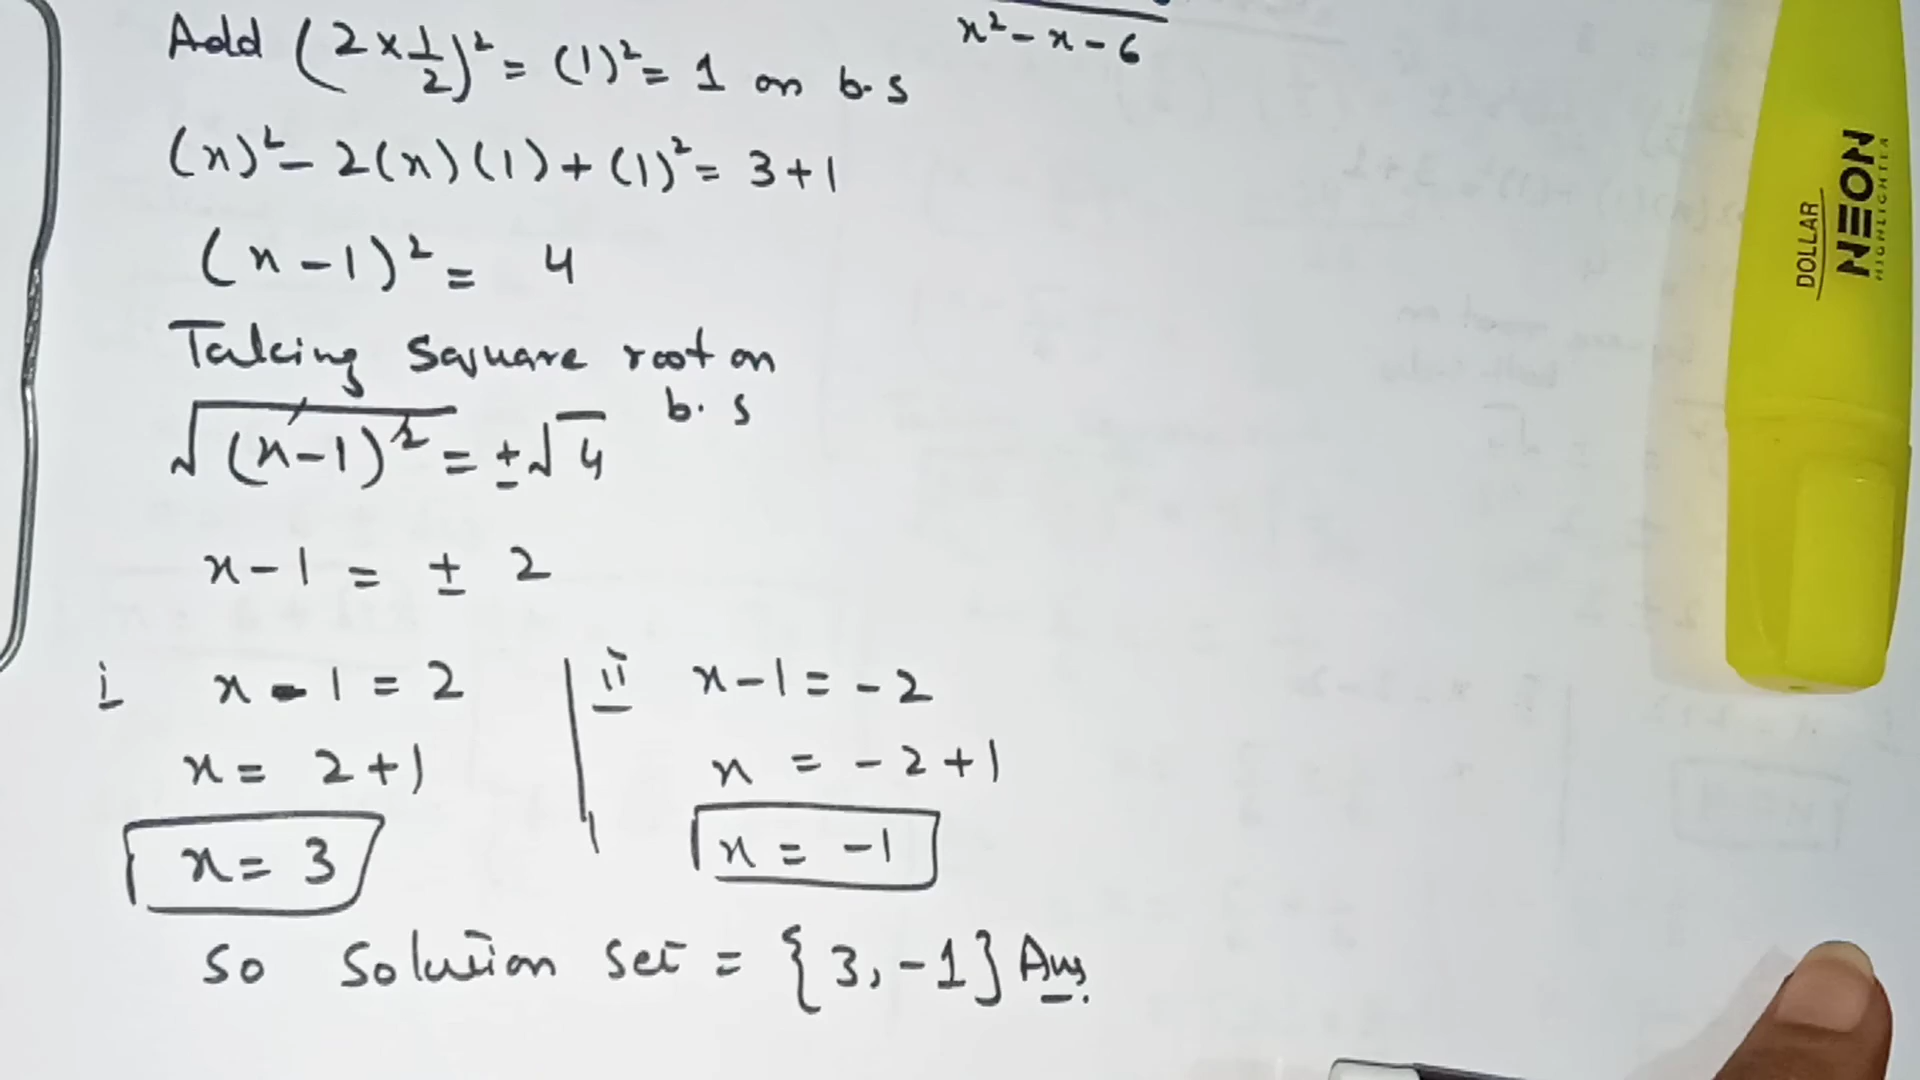 Add (2×1/2)² = (1)² = 1 on b.s
x² - x - 6
(x)² - 2(x)(1) + (1)² = 3+1
(x-1)² = 4
Taking square root on
b.s
√(x-1)² = ±√4
x-1 = ± 2
i x-1 = 2
ii x-1 = -2
x = 2+1
x = -2+1
x = 3
x = -1
so solution set = {3, -1} Ans.
DOLLAR
NEON
HIGHLIGHTER